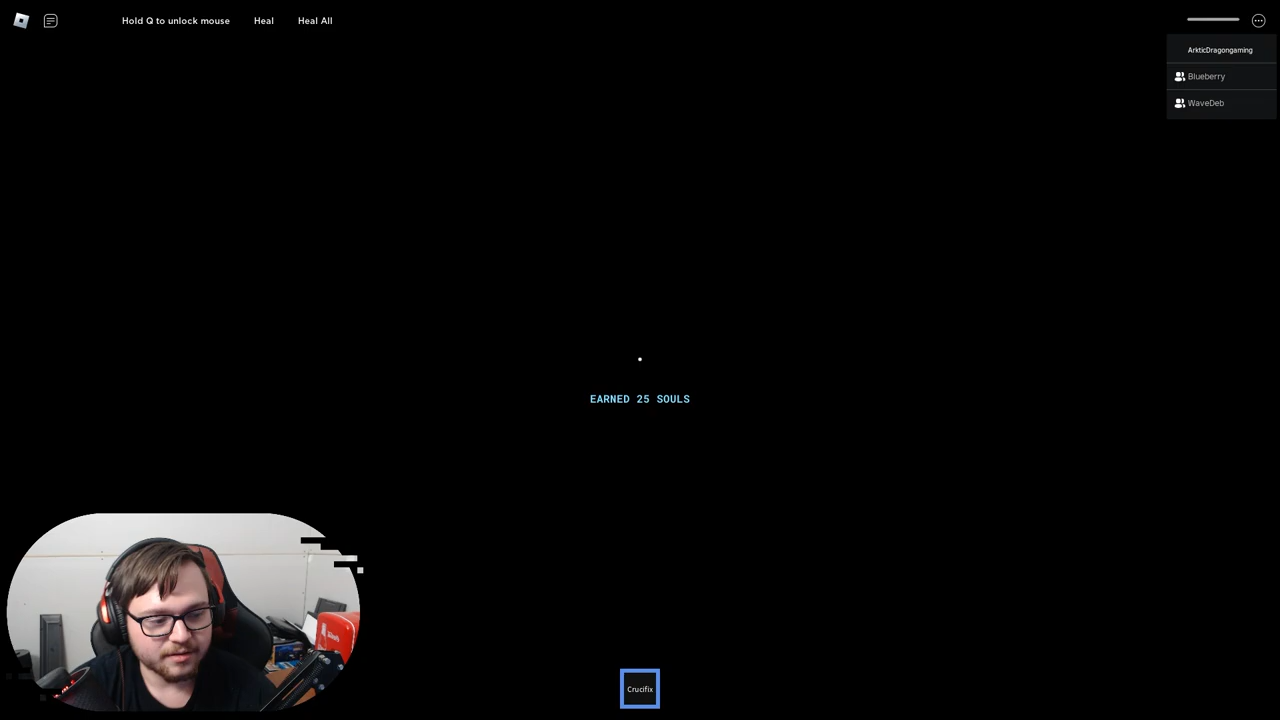 Hold Q to unlock mouse Heal Heal All
ArkticDragongaming
Blueberry
WaveDeb
EARNED 25 SOULS
Crucifix